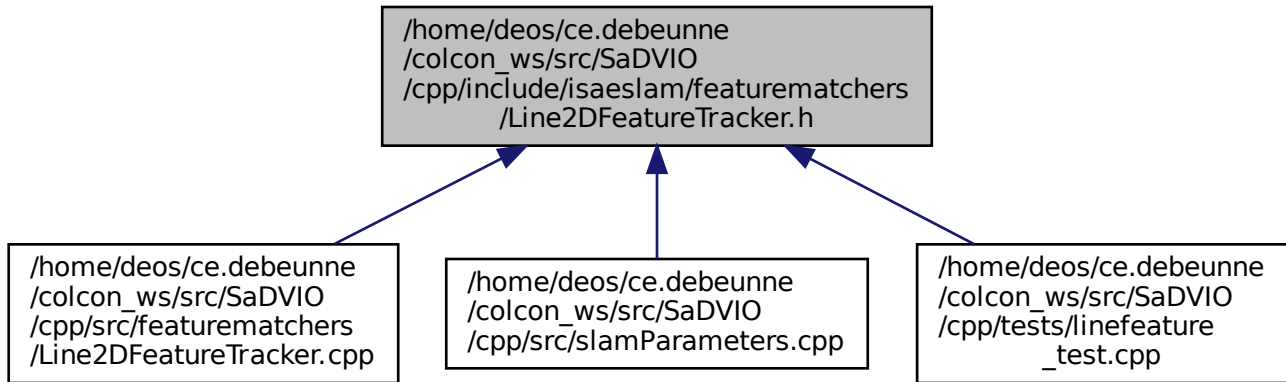 /home/deos/ce.debeunne
/colcon_ws/src/SaDVIO
/cpp/include/isaeslam/featurematchers
/Line2DFeatureTracker.h
/home/deos/ce.debeunne
/colcon_ws/src/SaDVIO
/cpp/src/featurematchers
/Line2DFeatureTracker.cpp
/home/deos/ce.debeunne
/colcon_ws/src/SaDVIO
/cpp/src/slamParameters.cpp
/home/deos/ce.debeunne
/colcon_ws/src/SaDVIO
/cpp/tests/linefeature
_test.cpp